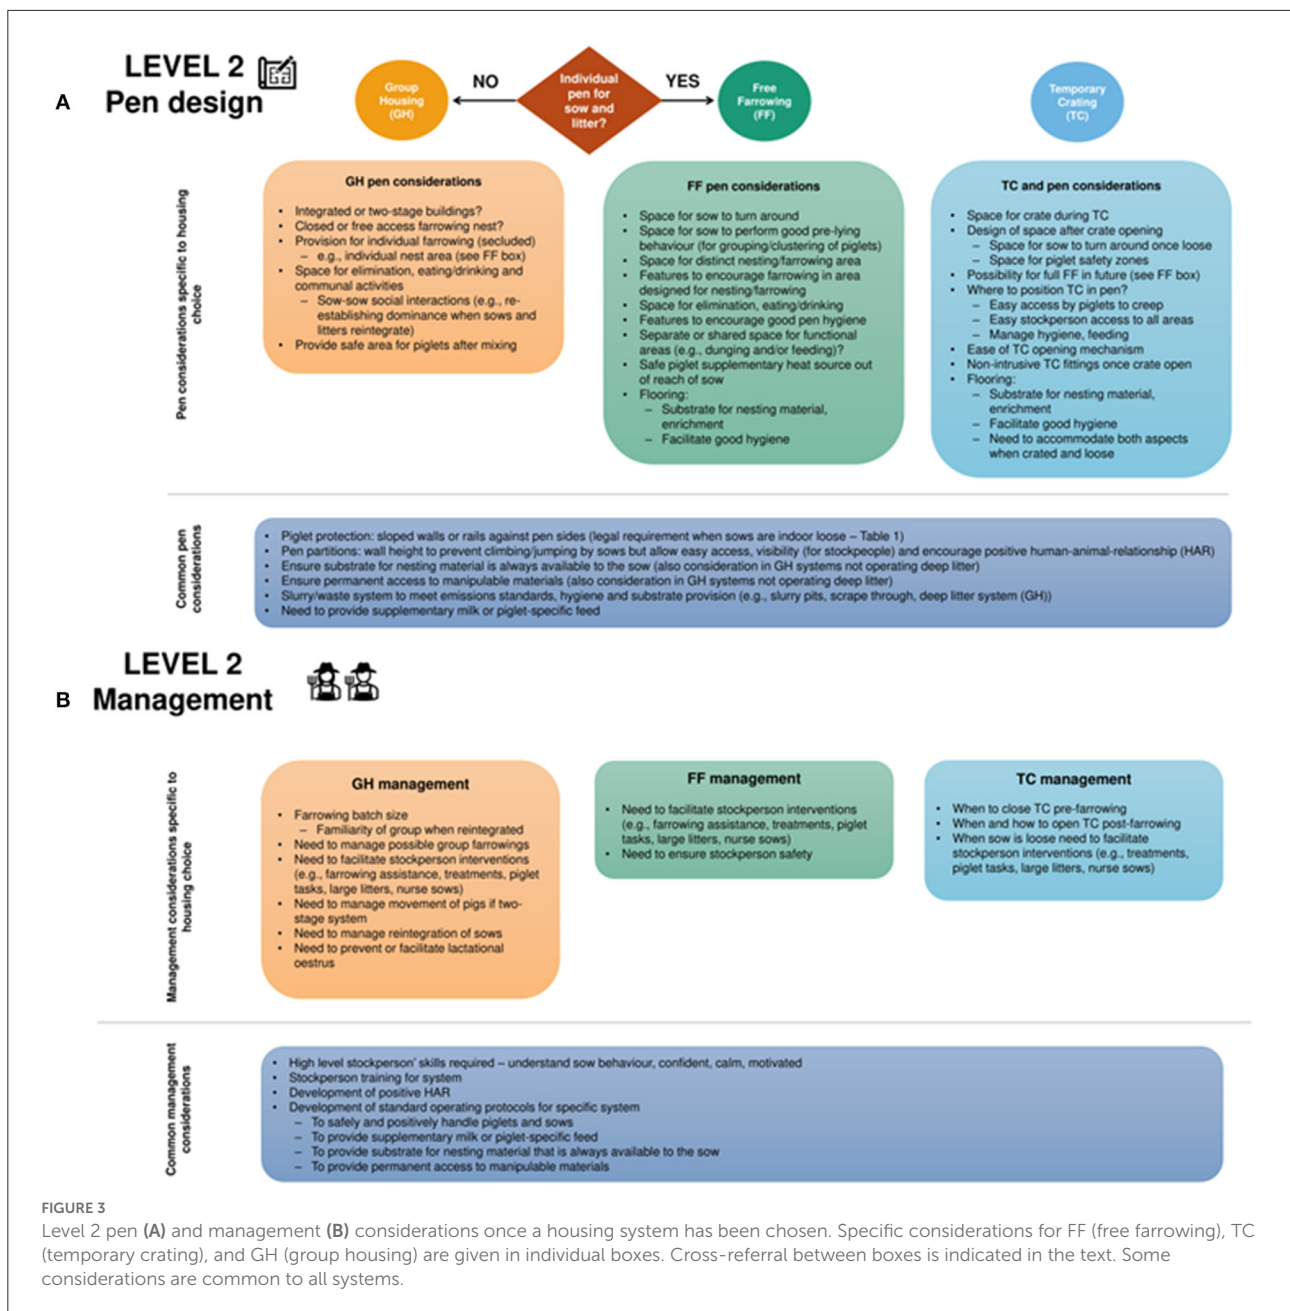 A
LEVEL 2
Pen design
Group
Housing
(GH)
NO
Individual
pen for
sow and
litter?
YES
Free
Farrowing
(FF)
Temporary
Crating
(TC)
Pen considerations specific to housing
choice
GH pen considerations
• Integrated or two-stage buildings?
• Closed or free access farrowing nest?
• Provision for individual farrowing (secluded)
– e.g., individual nest area (see FF box)
• Space for elimination, eating/drinking and
communal activities
– Sow-sow social interactions (e.g., re-
establishing dominance when sows and
litters reintegrate)
• Provide safe area for piglets after mixing
FF pen considerations
• Space for sow to turn around
• Space for sow to perform good pre-lying
behaviour (for grouping/clustering of piglets)
• Space for distinct nesting/farrowing area
• Features to encourage farrowing in area
designed for nesting/farrowing
• Space for elimination, eating/drinking
• Features to encourage good pen hygiene
• Separate or shared space for functional
areas (e.g., dunging and/or feeding)?
• Safe piglet supplementary heat source out
of reach of sow
• Flooring:
– Substrate for nesting material,
enrichment
– Facilitate good hygiene
TC and pen considerations
• Space for crate during TC
• Design of space after crate opening
– Space for sow to turn around once loose
– Space for piglet safety zones
• Possibility for full FF in future (see FF box)
• Where to position TC in pen?
– Easy access by piglets to creep
– Easy stockperson access to all areas
– Manage hygiene, feeding
• Ease of TC opening mechanism
• Non-intrusive TC fittings once crate open
• Flooring:
– Substrate for nesting material,
enrichment
– Facilitate good hygiene
– Need to accommodate both aspects
when crated and loose
Common pen
considerations
• Piglet protection: sloped walls or rails against pen sides (legal requirement when sows are indoor loose – Table 1)
• Pen partitions: wall height to prevent climbing/jumping by sows but allow easy access, visibility (for stockpeople) and encourage positive human-animal-relationship (HAR)
• Ensure substrate for nesting material is always available to the sow (also consideration in GH systems not operating deep litter)
• Ensure permanent access to manipulable materials (also consideration in GH systems not operating deep litter)
• Slurry/waste system to meet emissions standards, hygiene and substrate provision (e.g., slurry pits, scrape through, deep litter system (GH))
• Need to provide supplementary milk or piglet-specific feed
B
LEVEL 2
Management
Management considerations specific to
housing choice
GH management
• Farrowing batch size
– Familiarity of group when reintegrated
• Need to manage possible group farrowings
• Need to facilitate stockperson interventions
(e.g., farrowing assistance, treatments, piglet
tasks, large litters, nurse sows)
• Need to manage movement of pigs if two-
stage system
• Need to manage reintegration of sows
• Need to prevent or facilitate lactational
oestrus
FF management
• Need to facilitate stockperson interventions
(e.g., farrowing assistance, treatments, piglet
tasks, large litters, nurse sows)
• Need to ensure stockperson safety
TC management
• When to close TC pre-farrowing
• When and how to open TC post-farrowing
• When sow is loose need to facilitate
stockperson interventions (e.g., treatments,
piglet tasks, large litters, nurse sows)
Common management
considerations
• High level stockperson' skills required – understand sow behaviour, confident, calm, motivated
• Stockperson training for system
• Development of positive HAR
• Development of standard operating protocols for specific system
– To safely and positively handle piglets and sows
– To provide supplementary milk or piglet-specific feed
– To provide substrate for nesting material that is always available to the sow
– To provide permanent access to manipulable materials
FIGURE 3
Level 2 pen (A) and management (B) considerations once a housing system has been chosen. Specific considerations for FF (free farrowing), TC
(temporary crating), and GH (group housing) are given in individual boxes. Cross-referral between boxes is indicated in the text. Some
considerations are common to all systems.